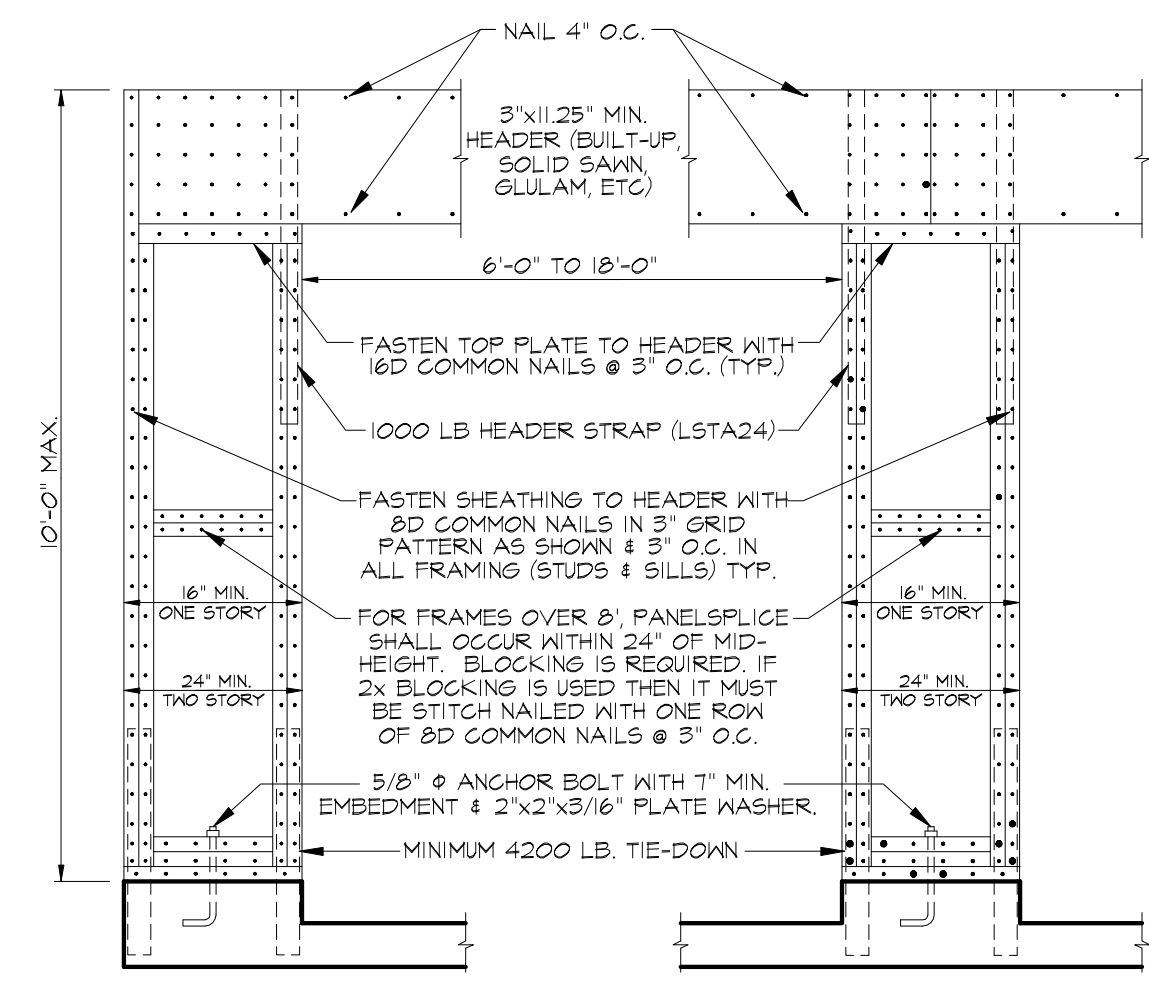 NAIL 4" O.C.
3"x11.25" MIN.
HEADER (BUILT-UP,
SOLID SAWN,
GLULAM, ETC)
6'-0" TO 18'-0"
FASTEN TOP PLATE TO HEADER WITH
16D COMMON NAILS @ 3" O.C. (TYP.)
1000 LB HEADER STRAP (LSTA24)
10'-0" MAX.
FASTEN SHEATHING TO HEADER WITH
8D COMMON NAILS IN 3" GRID
PATTERN AS SHOWN & 3" O.C. IN
ALL FRAMING (STUDS & SILLS) TYP.
16" MIN.
ONE STORY
16" MIN.
ONE STORY
FOR FRAMES OVER 8', PANELSPLICE
SHALL OCCUR WITHIN 24" OF MID-
HEIGHT. BLOCKING IS REQUIRED. IF
2x BLOCKING IS USED THEN IT MUST
BE STITCH NAILED WITH ONE ROW
OF 8D COMMON NAILS @ 3" O.C.
24" MIN.
TWO STORY
24" MIN.
TWO STORY
5/8" Φ ANCHOR BOLT WITH 7" MIN.
EMBEDMENT & 2"x2"x3/16" PLATE WASHER.
MINIMUM 4200 LB. TIE-DOWN